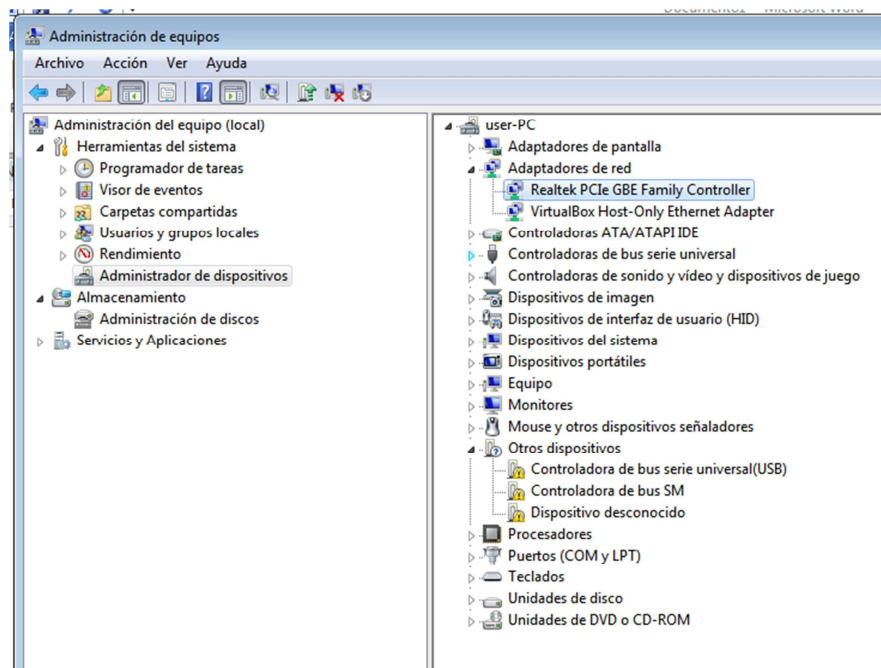 Documento1 - Microsoft Word
Administración de equipos
Archivo Acción Ver Ayuda
Administración del equipo (local)
Herramientas del sistema
Programador de tareas
Visor de eventos
Carpetas compartidas
Usuarios y grupos locales
Rendimiento
Administrador de dispositivos
Almacenamiento
Administración de discos
Servicios y Aplicaciones
user-PC
Adaptadores de pantalla
Adaptadores de red
Realtek PCIe GBE Family Controller
VirtualBox Host-Only Ethernet Adapter
Controladoras ATA/ATAPI IDE
Controladoras de bus serie universal
Controladoras de sonido y vídeo y dispositivos de juego
Dispositivos de imagen
Dispositivos de interfaz de usuario (HID)
Dispositivos del sistema
Dispositivos portátiles
Equipo
Monitores
Mouse y otros dispositivos señaladores
Otros dispositivos
Controladora de bus serie universal(USB)
Controladora de bus SM
Dispositivo desconocido
Procesadores
Puertos (COM y LPT)
Teclados
Unidades de disco
Unidades de DVD o CD-ROM